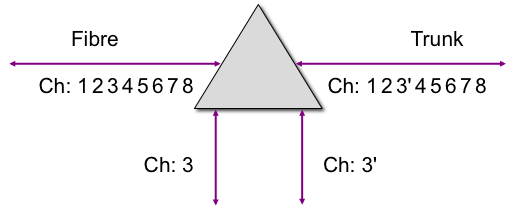 Fibre
Trunk
Ch: 1 2 3 4 5 6 7 8
Ch: 1 2 3' 4 5 6 7 8
Ch: 3
Ch: 3'